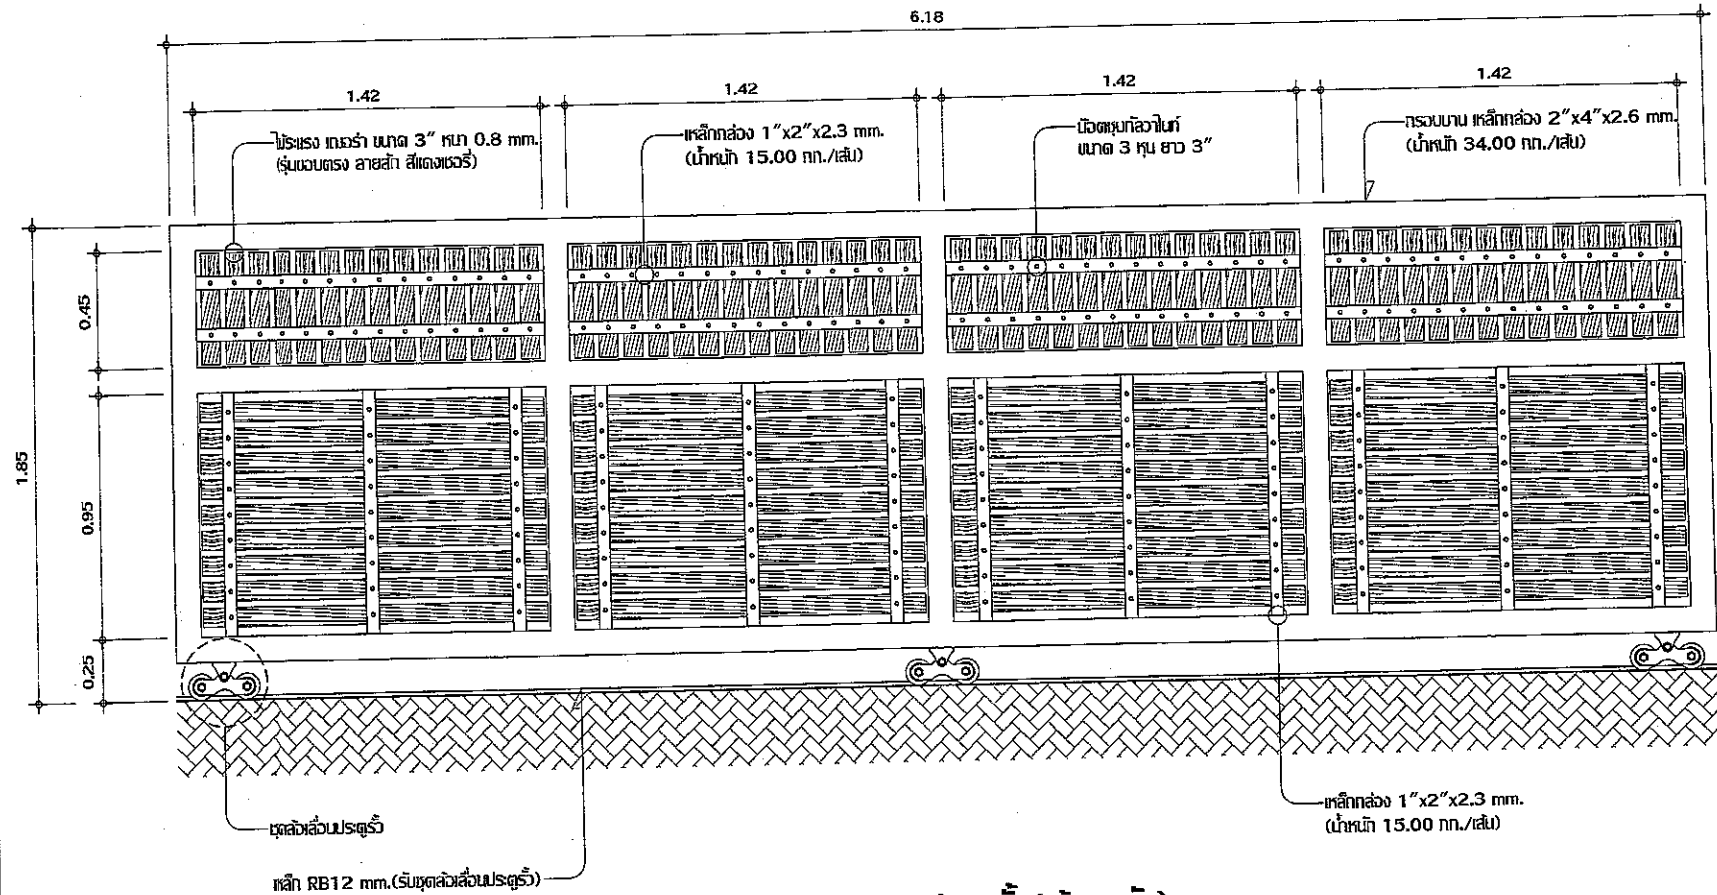 6.18
1.42
1.42
1.42
1.42
ไม้ระแนง เฌอร่า ขนาด 3" หนา 0.8 mm.
(รุ่นขอบตรง ลายสัก สีแดงเชอรี่)
เหล็กกล่อง 1"x2"x2.3 mm.
(น้ำหนัก 15.00 กก./เส้น)
น๊อตชุบกัลวาไนท์
ขนาด 3 หุน ยาว 3"
กรอบบาน เหล็กกล่อง 2"x4"x2.6 mm.
(น้ำหนัก 34.00 กก./เส้น)
0.45
1.85
0.95
0.25
เหล็กกล่อง 1"x2"x2.3 mm.
(น้ำหนัก 15.00 กก./เส้น)
ชุดล้อเลื่อนประตูรั้ว
เหล็ก RB12 mm.(รับชุดล้อเลื่อนประตูรั้ว)